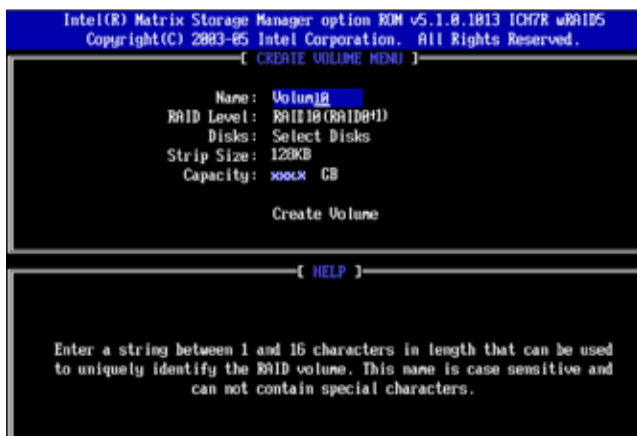 Intel(R) Matrix Storage Manager option ROM v5.1.0.1013 ICH7R wRAID5
Copyright(C) 2003-05 Intel Corporation. All Rights Reserved.
[ CREATE VOLUME MENU ]
Name: Volum10
RAID Level: RAID10(RAID0+1)
Disks: Select Disks
Strip Size: 128KB
Capacity: xxx.x GB
Create Volume
[ HELP ]
Enter a string between 1 and 16 characters in length that can be used
to uniquely identify the RAID volume. This name is case sensitive and
can not contain special characters.